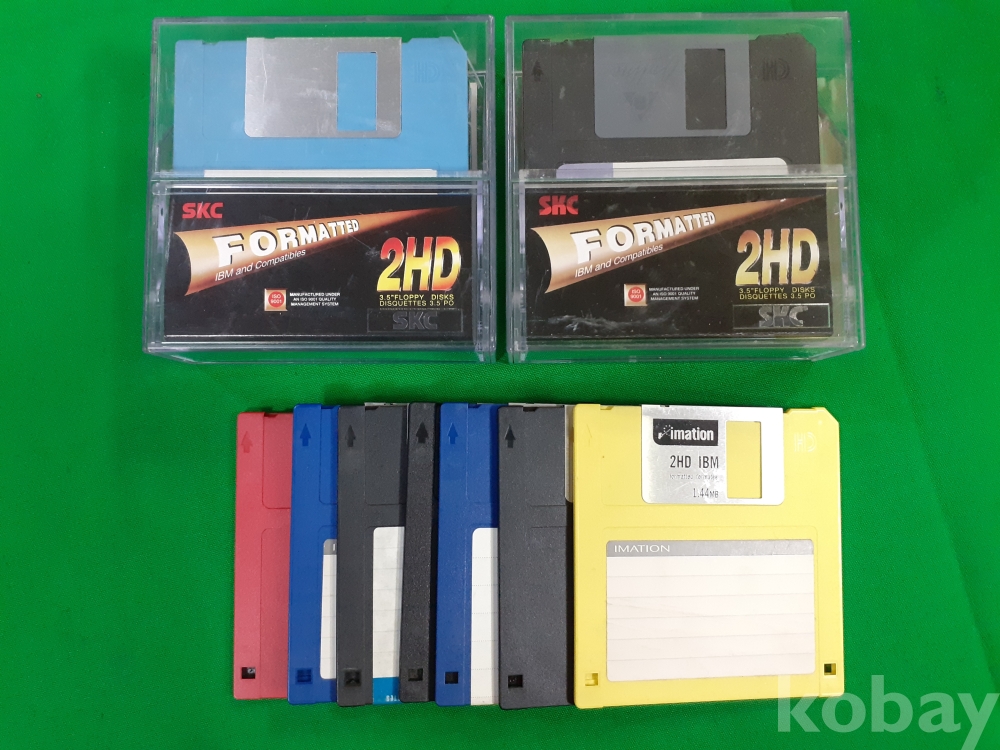 SKC
FORMATTED
IBM and Compatibles
2HD
ISO
9001
MANUFACTURED UNDER
AN ISO 9001 QUALITY
MANAGEMENT SYSTEM
3.5"FLOPPY DISKS
DISQUETTES 3.5 PO
SKC
SKC
FORMATTED
IBM and Compatibles
2HD
ISO
9001
MANUFACTURED UNDER
AN ISO 9001 QUALITY
MANAGEMENT SYSTEM
3.5"FLOPPY DISKS
DISQUETTES 3.5 PO
SKC
imation
2HD IBM
1.44MB
HD
IMATION
kobay